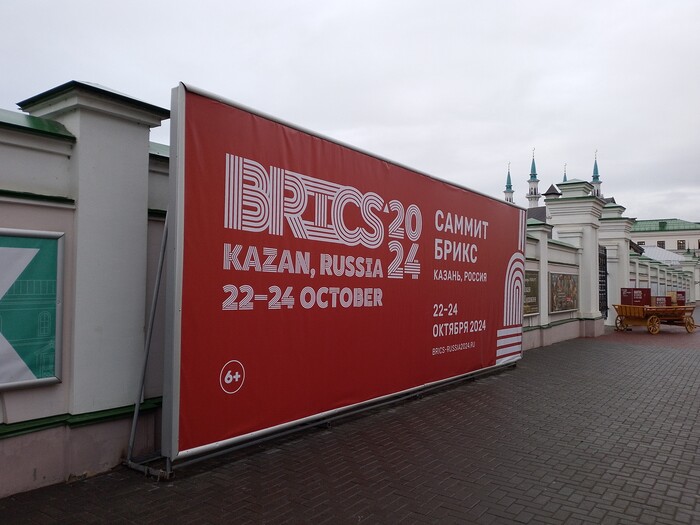 BRICS 2024
KAZAN, RUSSIA
22–24 OCTOBER
6+
САММИТ
БРИКС
КАЗАНЬ, РОССИЯ
22–24
ОКТЯБРЯ 2024
BRICS-RUSSIA2024.RU